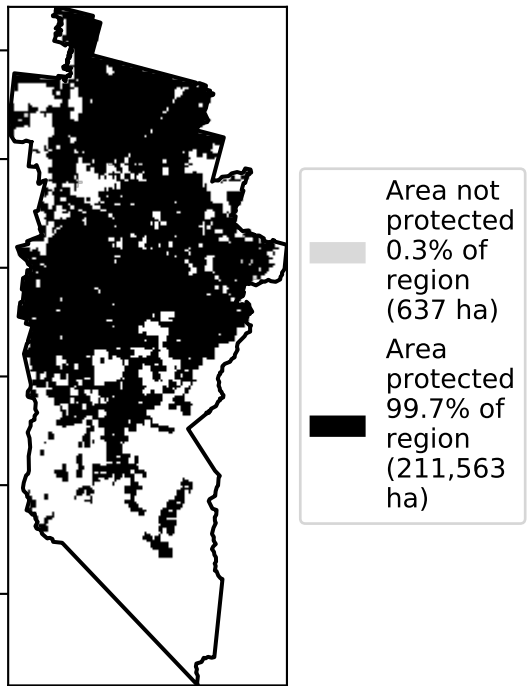 Area not
protected
0.3% of
region
(637 ha)
Area
protected
99.7% of
region
(211,563
ha)